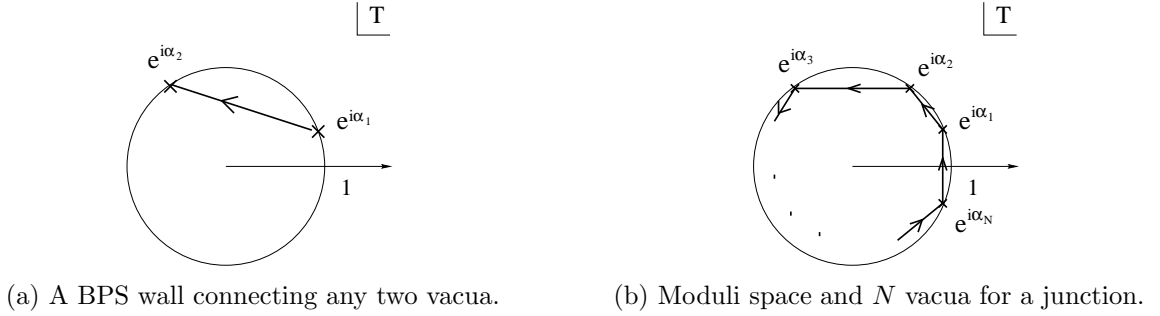 T
e^{iα_2}
e^{iα_1}
1
(a) A BPS wall connecting any two vacua.
T
e^{iα_3}
e^{iα_2}
e^{iα_1}
1
e^{iα_N}
(b) Moduli space and N vacua for a junction.